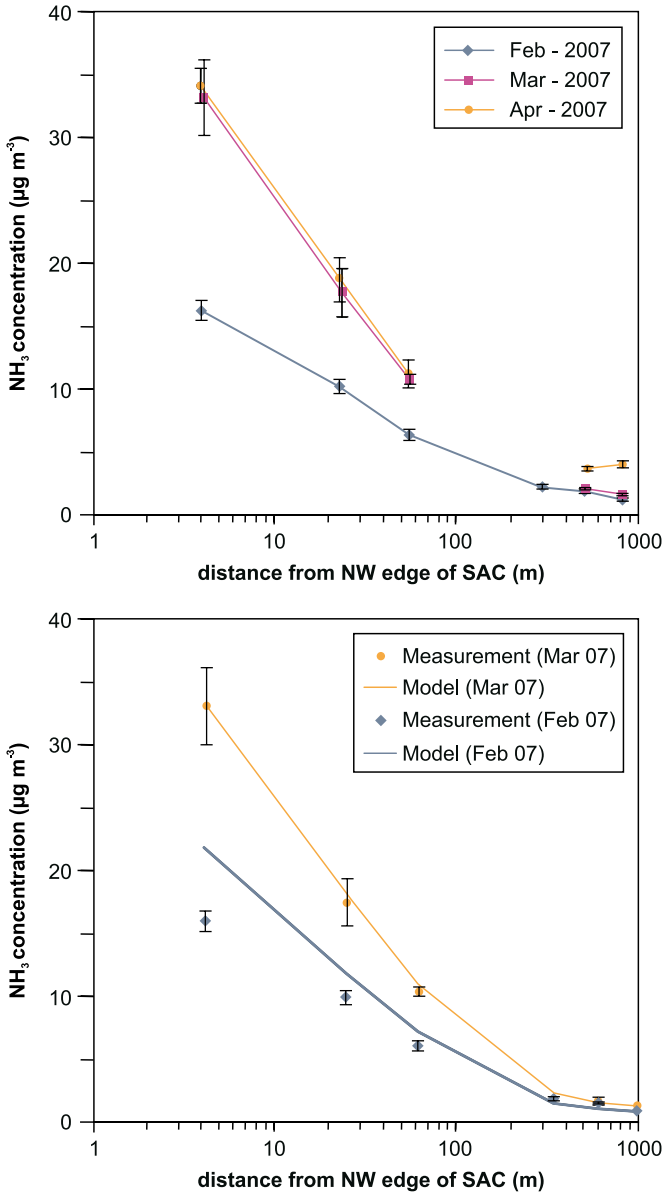 40
30
20
10
0
NH₃ concentration (µg m⁻³)
Feb - 2007
Mar - 2007
Apr - 2007
1
10
100
1000
distance from NW edge of SAC (m)
40
30
20
10
0
NH₃ concentration (µg m⁻³)
Measurement (Mar 07)
Model (Mar 07)
Measurement (Feb 07)
Model (Feb 07)
1
10
100
1000
distance from NW edge of SAC (m)